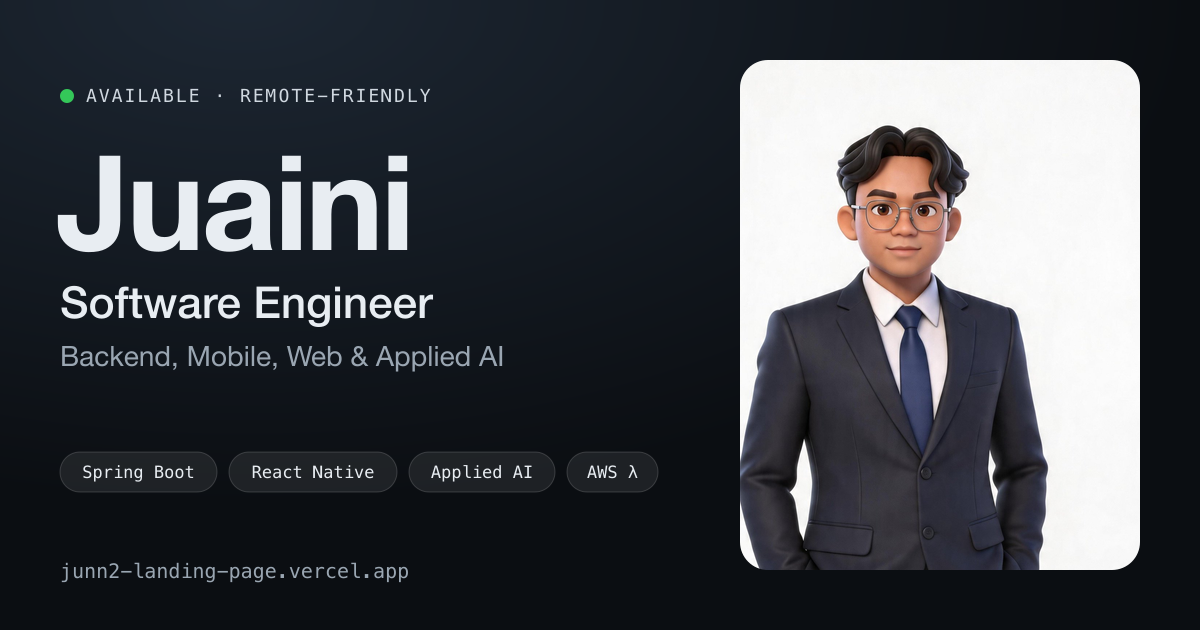 AVAILABLE · REMOTE-FRIENDLY
Juaini
Software Engineer
Backend, Mobile, Web & Applied AI
Spring Boot React Native Applied AI AWS λ
junn2-landing-page.vercel.app